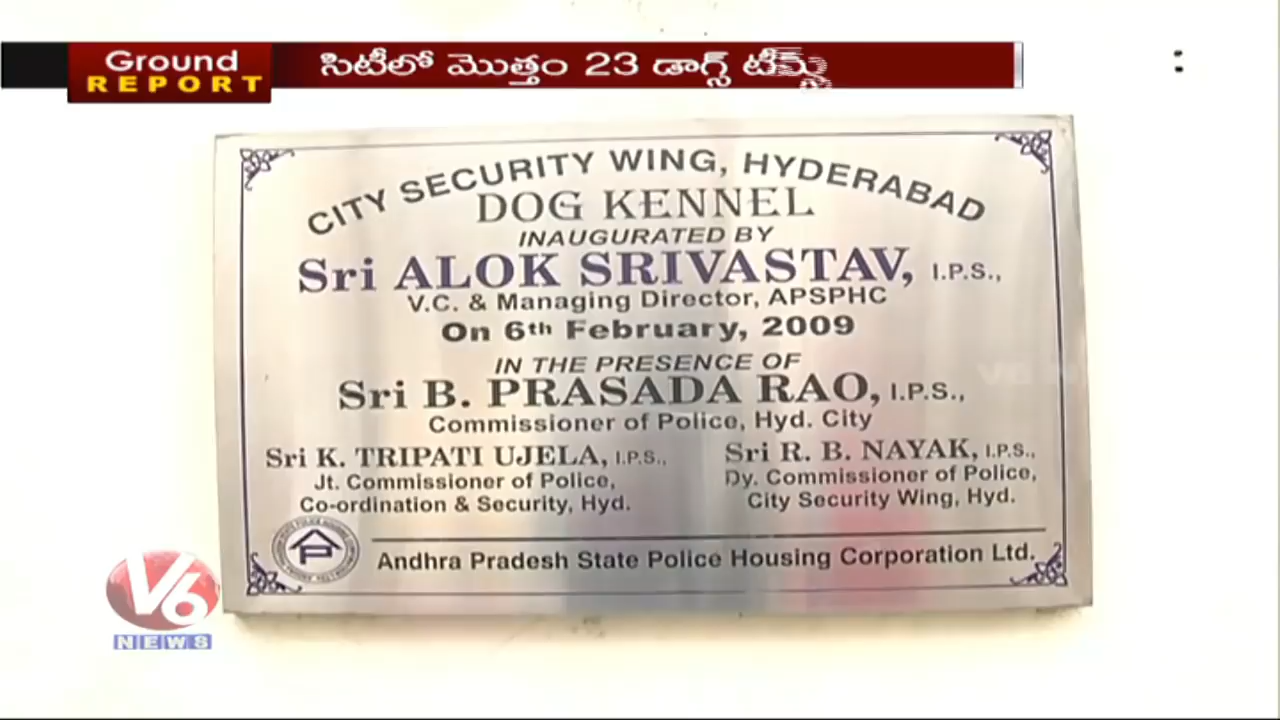 Ground
REPORT
సిటీలో మొత్తం 23 డాగ్స్ టీమ్స్
CITY SECURITY WING, HYDERABAD
DOG KENNEL
INAUGURATED BY
Sri ALOK SRIVASTAV, I.P.S.,
V.C. & Managing Director, APSPHC
On 6th February, 2009
IN THE PRESENCE OF
Sri B. PRASADA RAO, I.P.S.,
Commissioner of Police, Hyd. City
Sri K. TRIPATI UJELA, I.P.S.,
Jt. Commissioner of Police,
Co-ordination & Security, Hyd.
Sri R. B. NAYAK, I.P.S.,
Dy. Commissioner of Police,
City Security Wing, Hyd.
Andhra Pradesh State Police Housing Corporation Ltd.
V6
NEWS